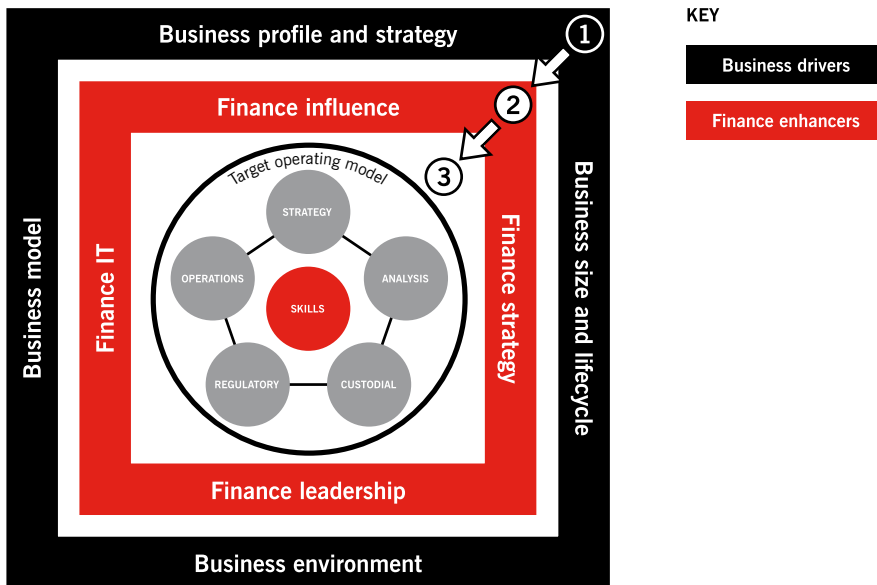 KEY
Business drivers
Finance enhancers
Business profile and strategy
1
2
3
Finance influence
Target operating model
STRATEGY
OPERATIONS
ANALYSIS
SKILLS
REGULATORY
CUSTODIAL
Business model
Finance IT
Finance strategy
Business size and lifecycle
Finance leadership
Business environment